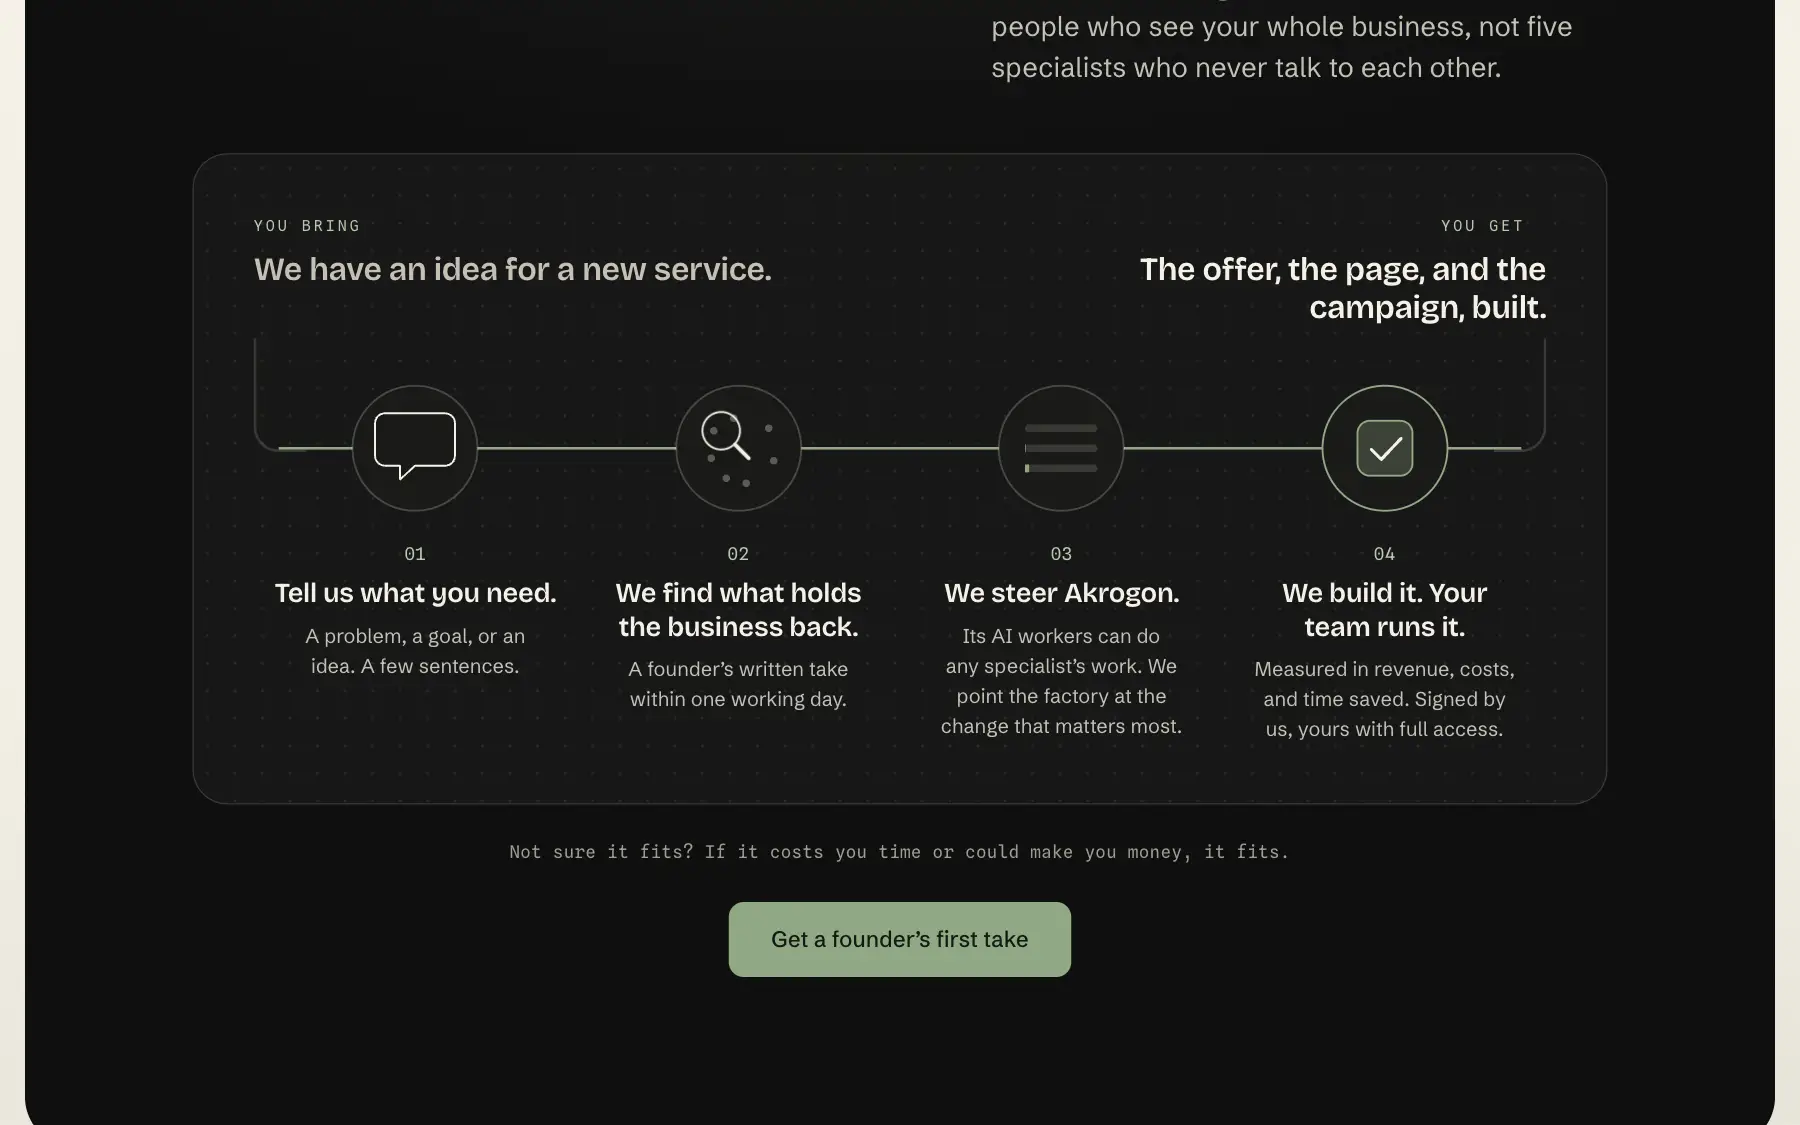 people who see your whole business, not five
specialists who never talk to each other.
YOU BRING
We have an idea for a new service.
YOU GET
The offer, the page, and the
campaign, built.
01
Tell us what you need.
A problem, a goal, or an
idea. A few sentences.
02
We find what holds
the business back.
A founder’s written take
within one working day.
03
We steer Akrogon.
Its AI workers can do
any specialist’s work. We
point the factory at the
change that matters most.
04
We build it. Your
team runs it.
Measured in revenue, costs,
and time saved. Signed by
us, yours with full access.
Not sure it fits? If it costs you time or could make you money, it fits.
Get a founder’s first take